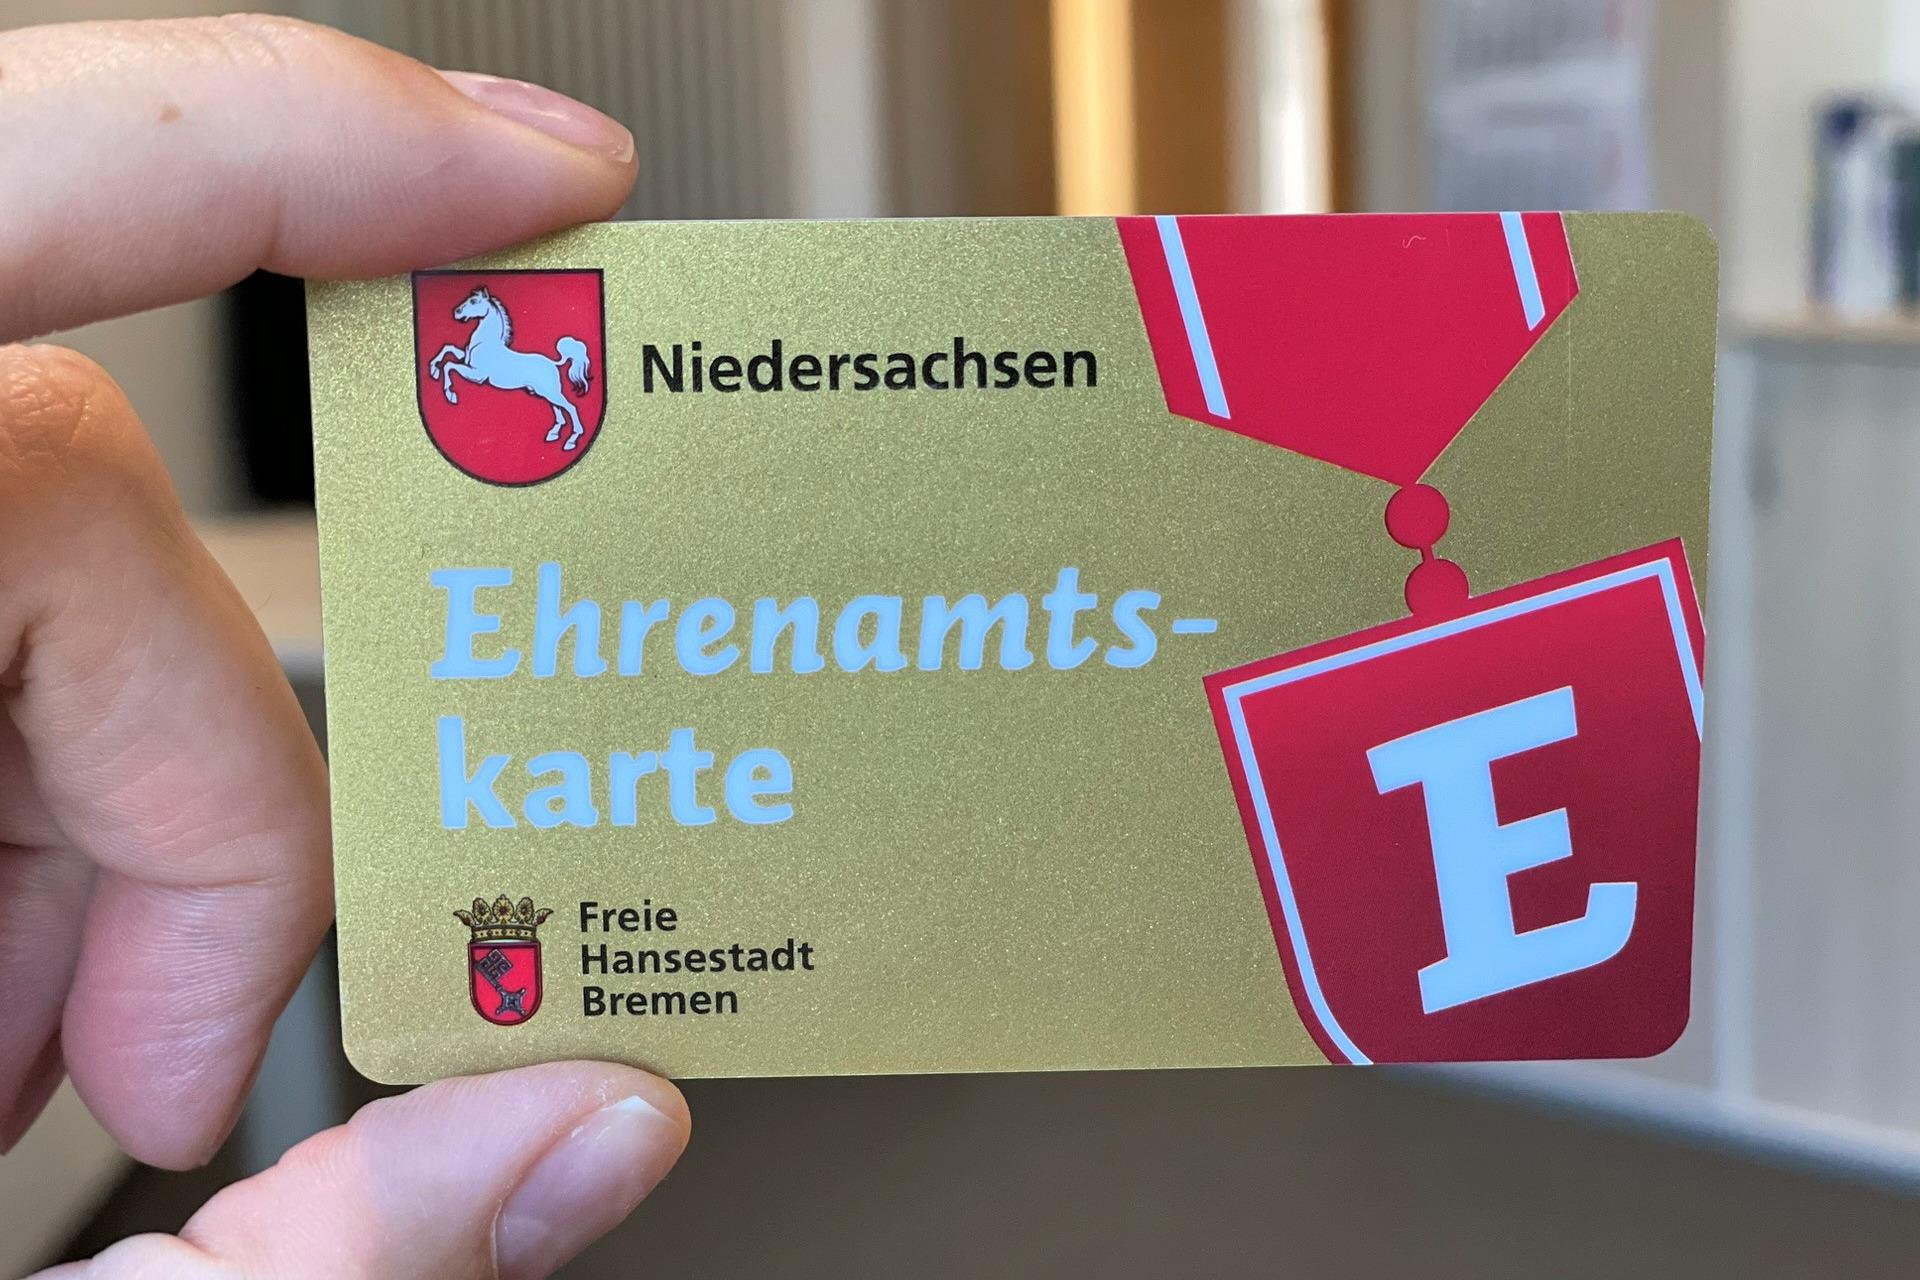 Niedersachsen
Ehrenamts-
karte
Freie
Hansestadt
Bremen
E